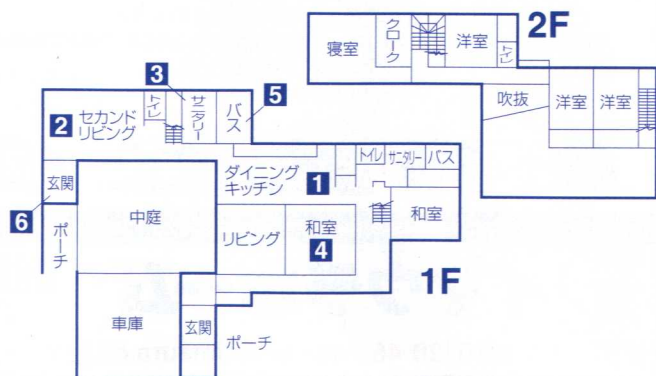 2F
寝室
クローク
洋室
トイレ
吹抜
洋室
洋室
3
5
2
セカンド
リビング
トイレ
サニタリー
バス
ダイニング
キッチン
1
トイレ
サニタリー
バス
玄関
6
中庭
リビング
和室
4
和室
ポーチ
1F
車庫
玄関
ポーチ